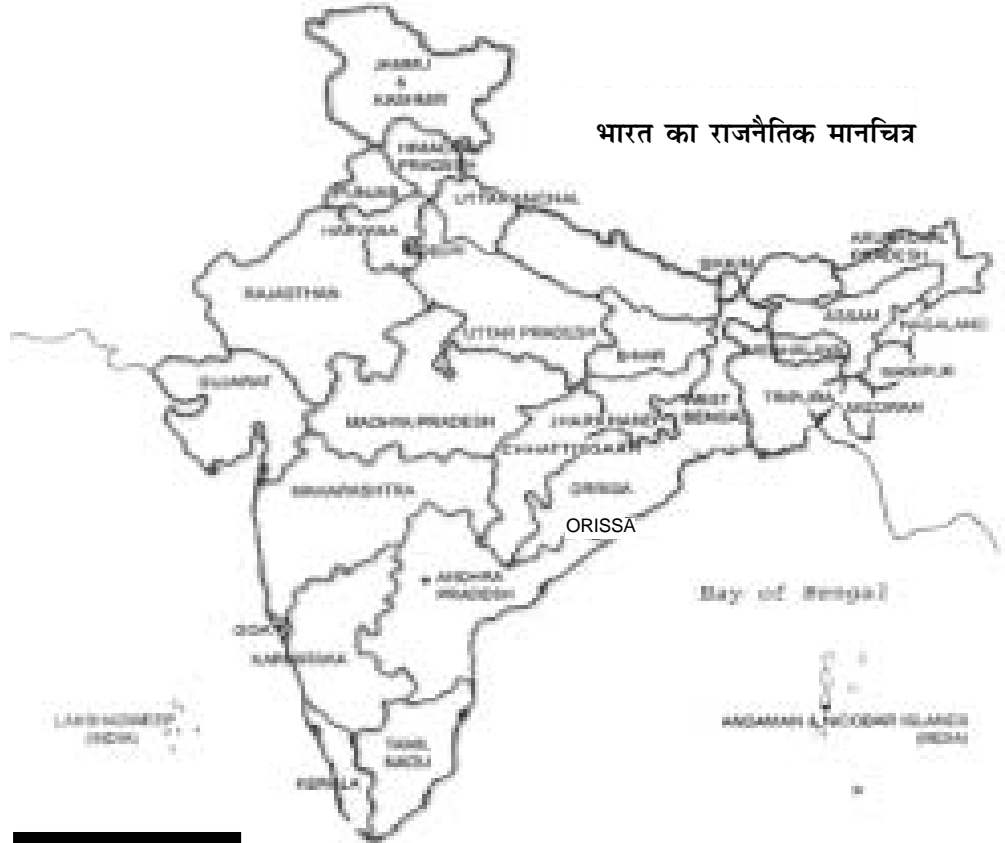 JAMMU
&
KASHMIR
भारत का राजनैतिक मानचित्र
HIMACHAL
PRADESH
PUNJAB
UTTARANCHAL
HARYANA
DELHI
ARUNACHAL
PRADESH
SIKKIM
RAJASTHAN
ASSAM
NAGALAND
UTTAR PRADESH
BIHAR
MEGHALAYA
MANIPUR
GUJARAT
TRIPURA
MIZORAM
WEST
BENGAL
MADHYA PRADESH
JHARKHAND
CHHATTISGARH
MAHARASHTRA
ORISSA
ORISSA
ANDHRA
PRADESH
Bay of Bengal
GOA
KARNATAKA
LAKSHADWEEP
(INDIA)
ANDAMAN & NICOBAR ISLANDS
(INDIA)
TAMIL
NADU
KERALA